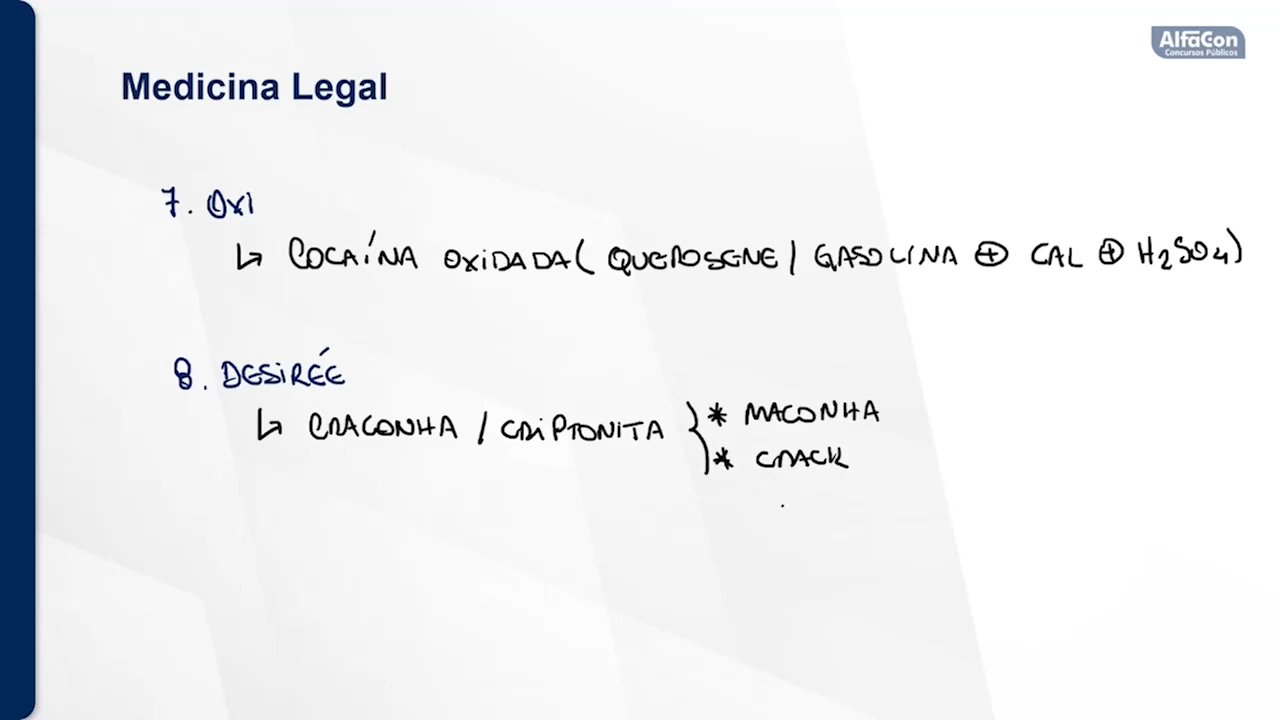 AlfaCon
Concursos Públicos
Medicina Legal
7. OXI
↳ COCAÍNA OXIDADA ( QUEROSENE / GASOLINA ⊕ CAL ⊕ H₂SO₄)
8. DESIRÉE
↳ CRACONHA / CRIPTONITA } * MACONHA
* CRACK